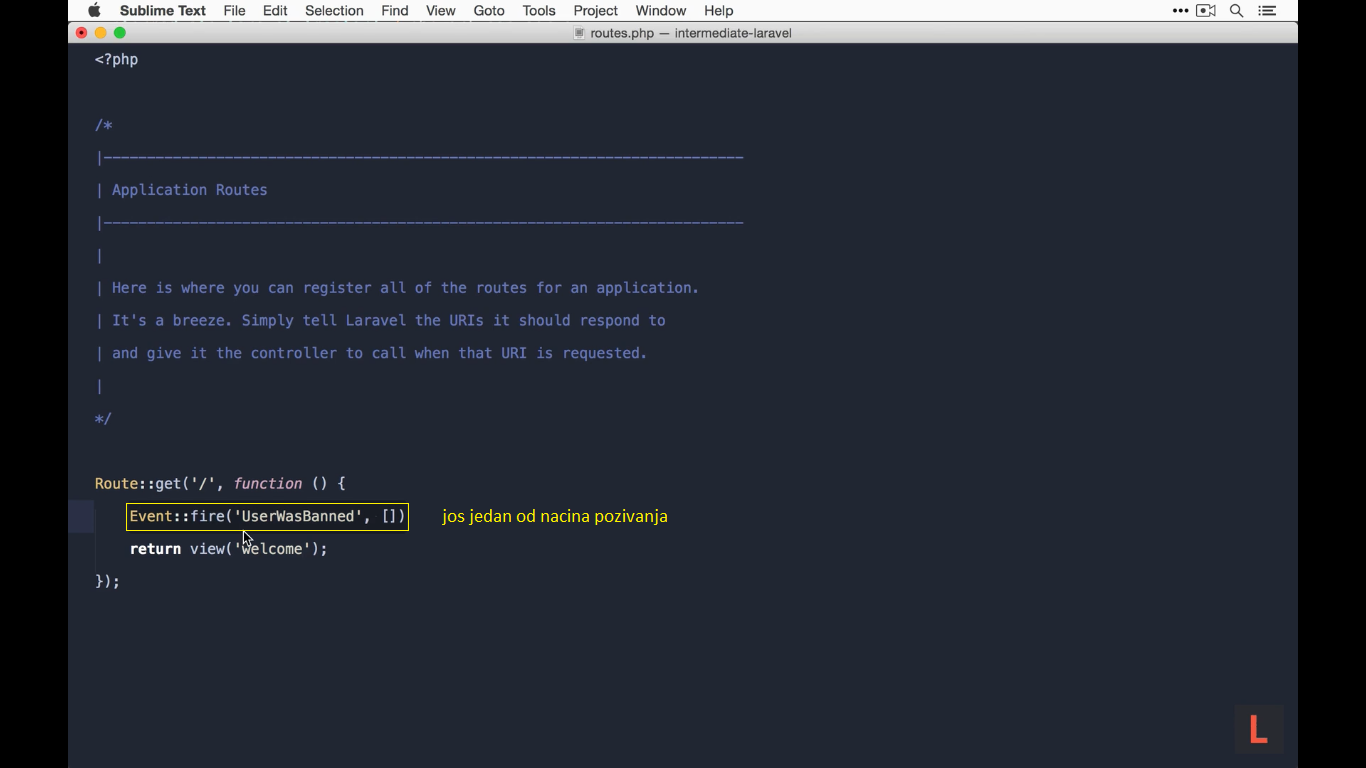 Sublime Text File Edit Selection Find View Goto Tools Project Window Help
routes.php — intermediate-laravel
<?php
/*
|--------------------------------------------------------------------------
| Application Routes
|--------------------------------------------------------------------------
|
| Here is where you can register all of the routes for an application.
| It's a breeze. Simply tell Laravel the URIs it should respond to
| and give it the controller to call when that URI is requested.
|
*/
Route::get('/', function () {
Event::fire('UserWasBanned', []) jos jedan od nacina pozivanja
return view('welcome');
});
L